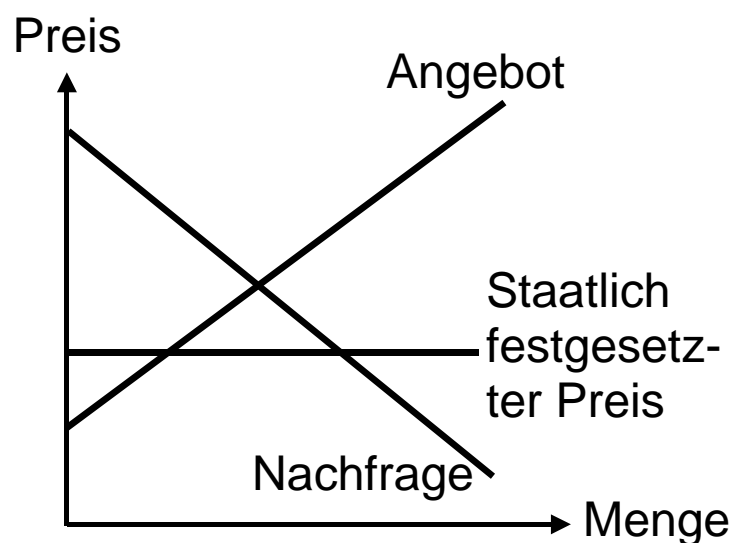 Preis
Angebot
Staatlich
festgesetz-
ter Preis
Nachfrage
Menge